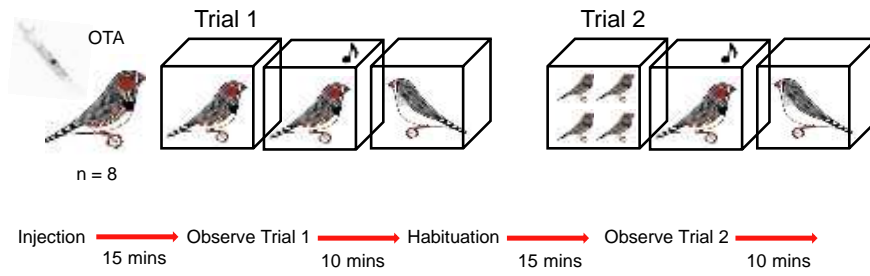 Trial 1
Trial 2
OTA
n = 8
Injection
15 mins
Observe Trial 1
10 mins
Habituation
15 mins
Observe Trial 2
10 mins